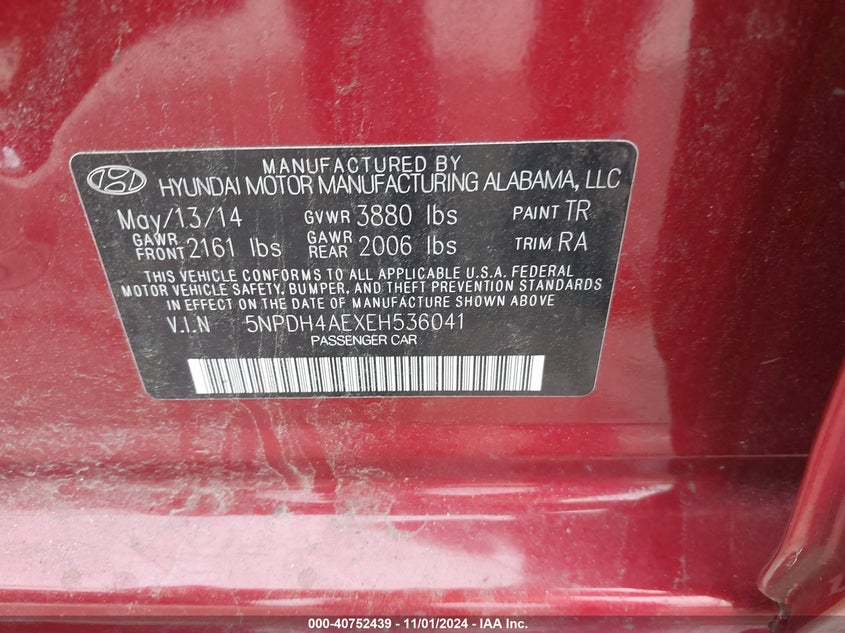 MANUFACTURED BY
HYUNDAI MOTOR MANUFACTURING ALABAMA, LLC
May/13/14 GVWR 3880 lbs PAINT TR
GAWR FRONT 2161 lbs GAWR REAR 2006 lbs TRIM RA
THIS VEHICLE CONFORMS TO ALL APPLICABLE U.S.A. FEDERAL
MOTOR VEHICLE SAFETY, BUMPER, AND THEFT PREVENTION STANDARDS
IN EFFECT ON THE DATE OF MANUFACTURE SHOWN ABOVE.
V.I.N 5NPDH4AEXEH536041
PASSENGER CAR
000-40752439 - 11/01/2024 - IAA Inc.